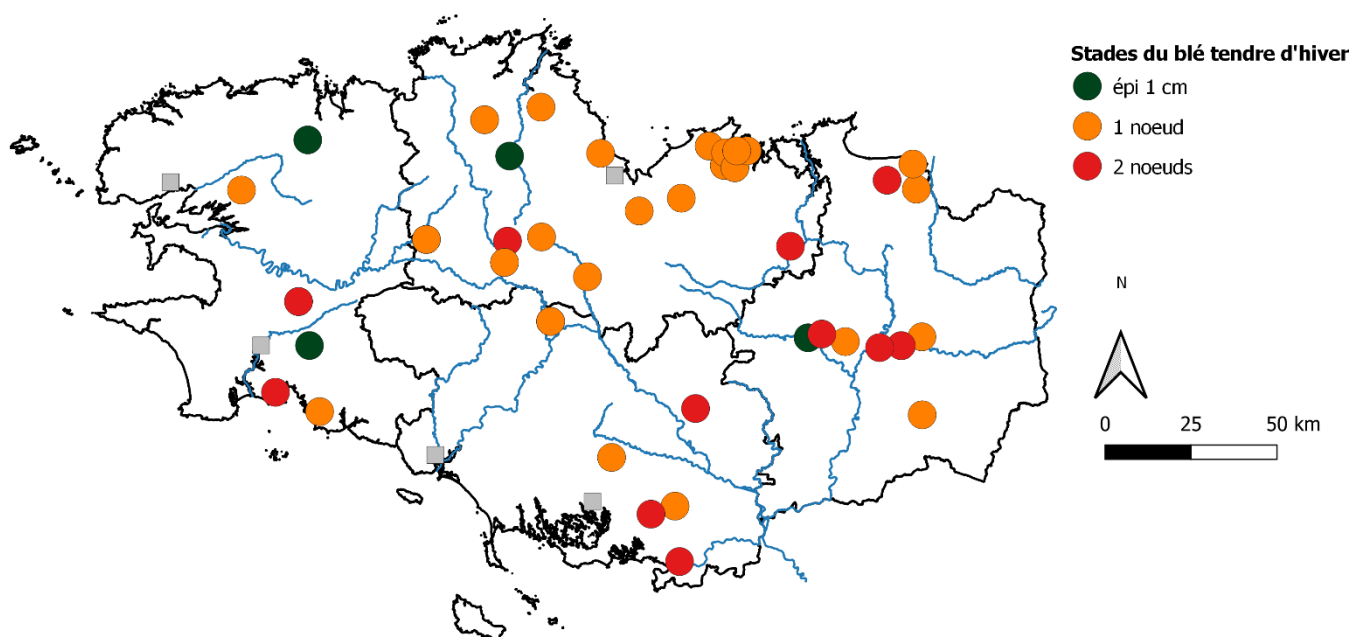 Stades du blé tendre d'hiver
épi 1 cm
1 noeud
2 noeuds
N
0 25 50 km